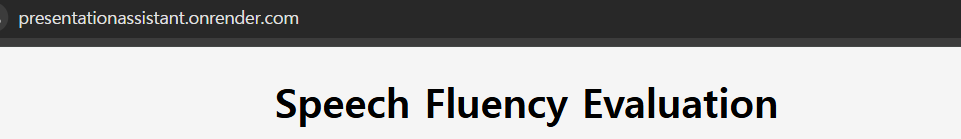 presentationassistant.onrender.com
Speech Fluency Evaluation